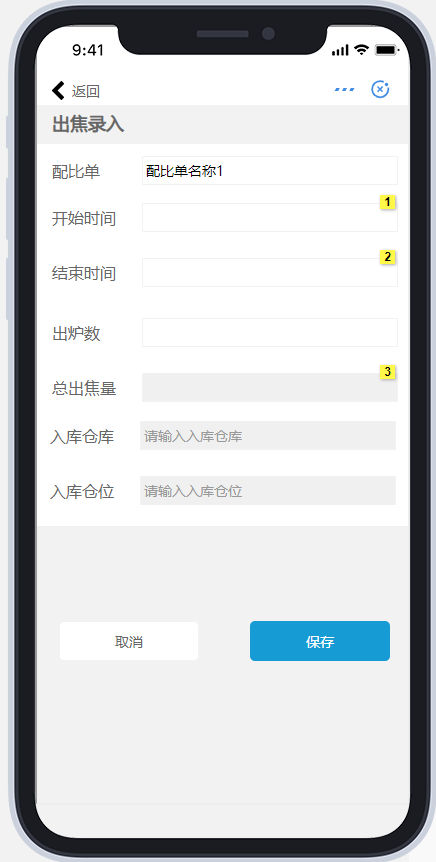 9:41
返回
出焦录入
配比单 配比单名称1
开始时间 1
结束时间 2
出炉数
总出焦量 3
入库仓库 请输入入库仓库
入库仓位 请输入入库仓位
取消 保存